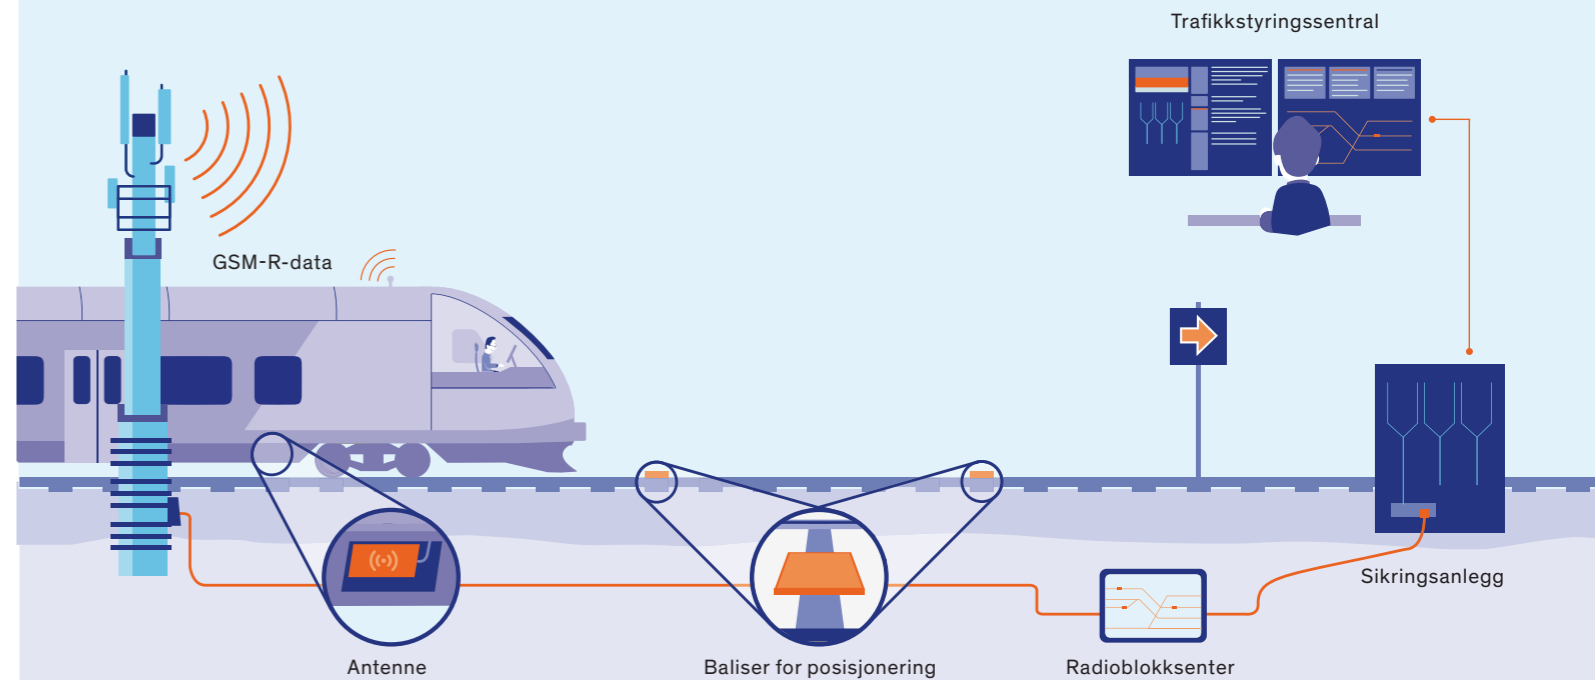 Trafikkstyringssentral
GSM-R-data
Sikringsanlegg
Antenne
Baliser for posisjonering
Radioblokksenter